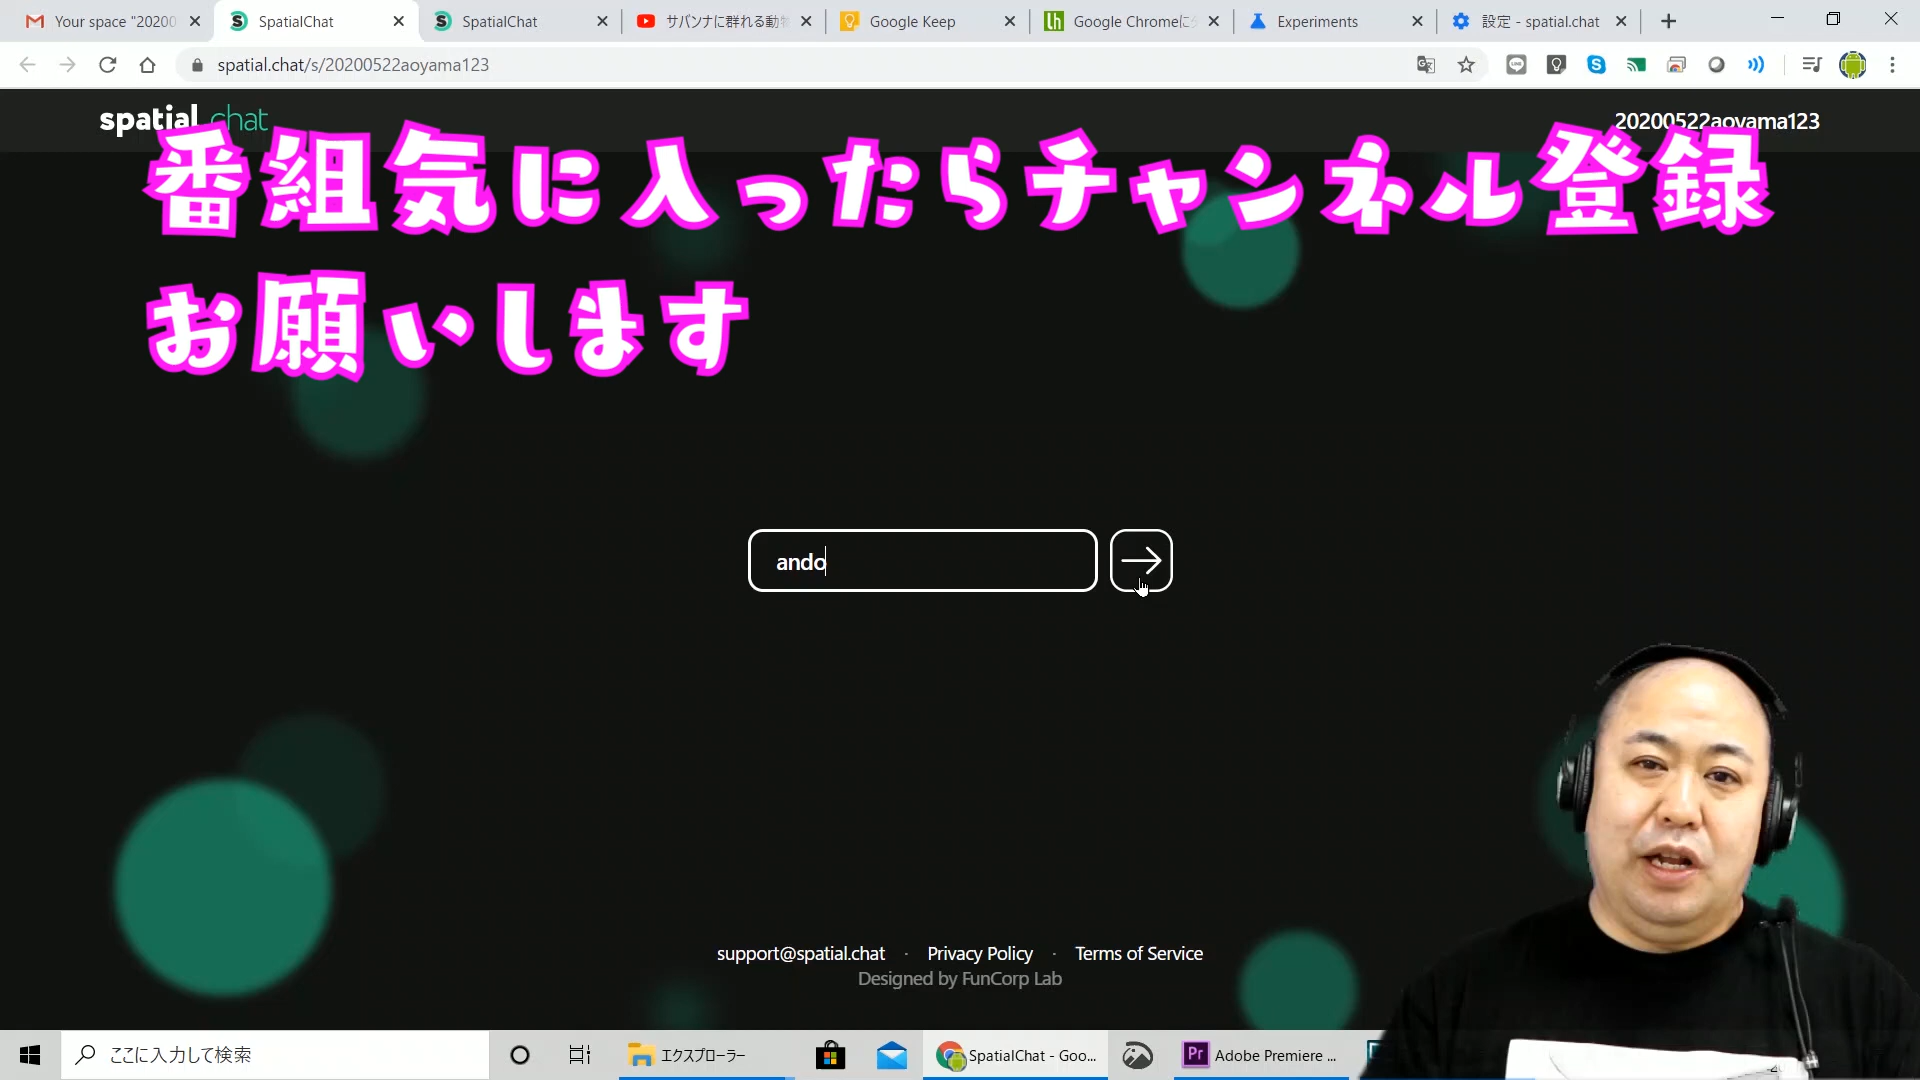 Your space "20200
SpatialChat
SpatialChat
サバンナに群れる動物
Google Keep
Google Chromeに
Experiments
設定 - spatial.chat
spatial.chat/s/20200522aoyama123
spatial.chat
20200522aoyama123
番組気に入ったらチャンネル登録
お願いします
ando
support@spatial.chat · Privacy Policy · Terms of Service
Designed by FunCorp Lab
ここに入力して検索
エクスプローラー
SpatialChat - Goo...
Pr
Adobe Premiere ...